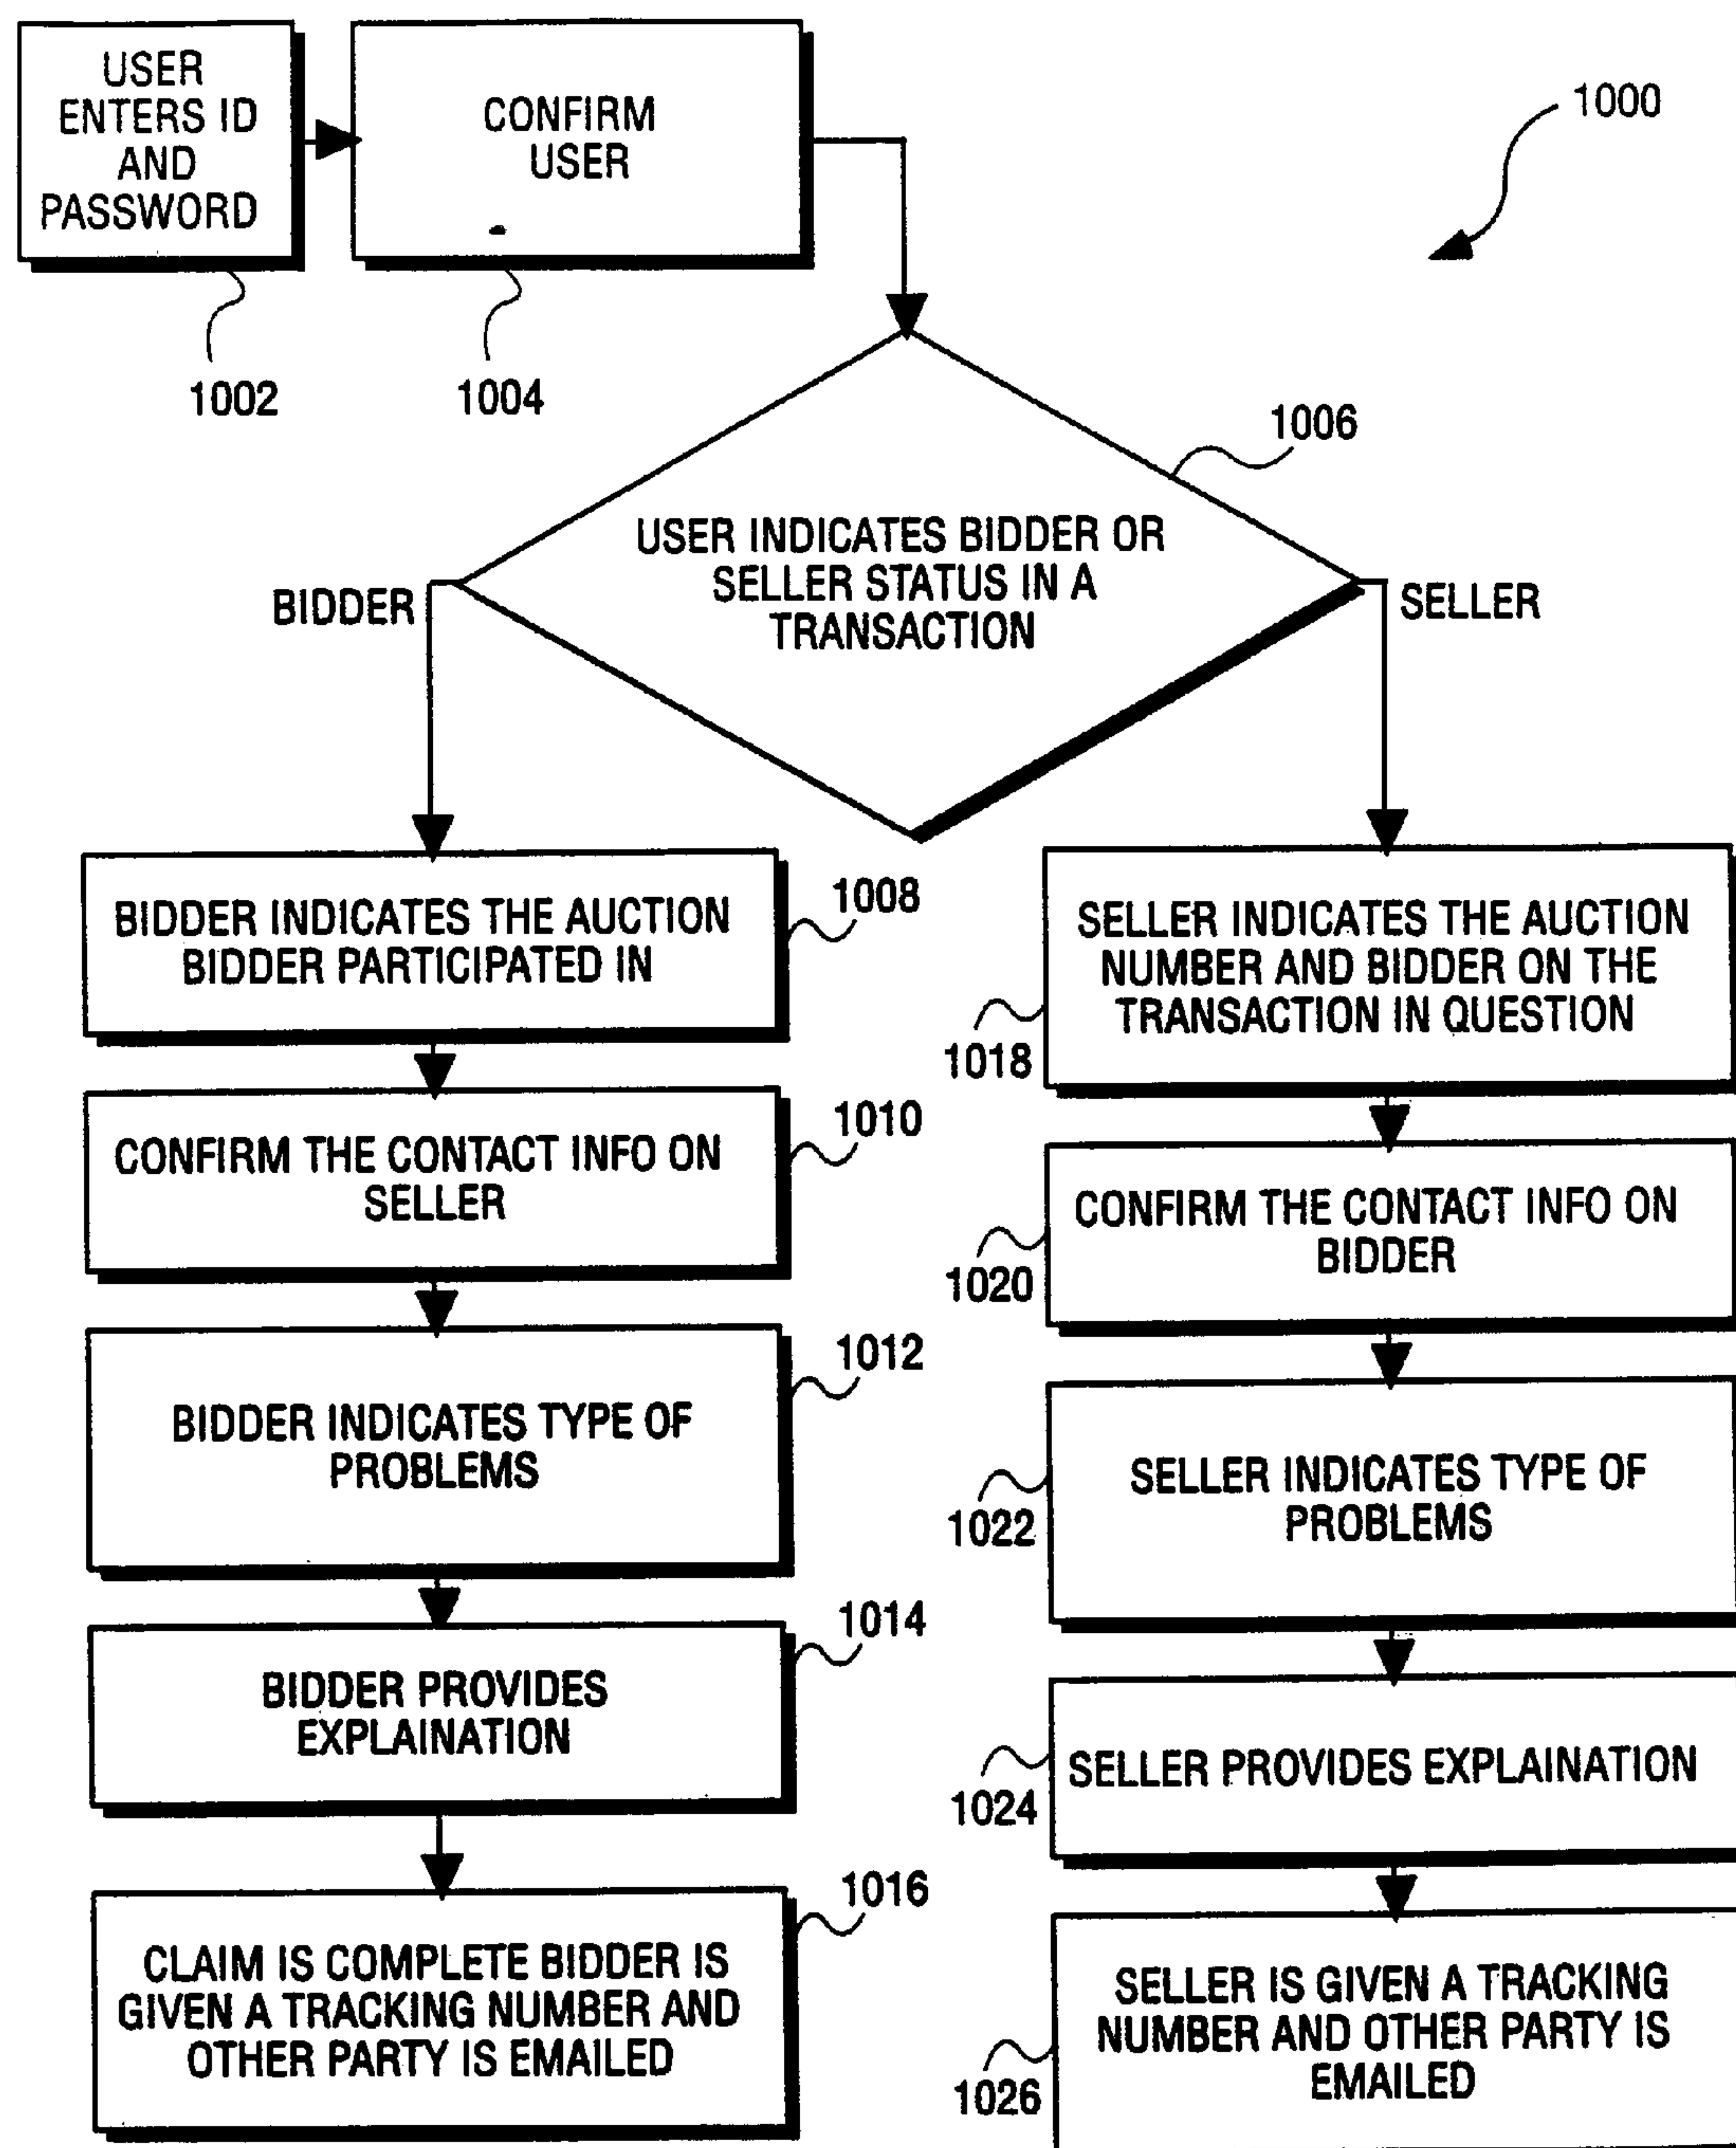 USER
ENTERS ID
AND
PASSWORD
1002
CONFIRM
USER
1004
1000
USER INDICATES BIDDER OR
SELLER STATUS IN A
TRANSACTION
1006
BIDDER
SELLER
BIDDER INDICATES THE AUCTION
BIDDER PARTICIPATED IN
1008
CONFIRM THE CONTACT INFO ON
SELLER
1010
BIDDER INDICATES TYPE OF
PROBLEMS
1012
BIDDER PROVIDES
EXPLAINATION
1014
CLAIM IS COMPLETE BIDDER IS
GIVEN A TRACKING NUMBER AND
OTHER PARTY IS EMAILED
1016
SELLER INDICATES THE AUCTION
NUMBER AND BIDDER ON THE
TRANSACTION IN QUESTION
1018
CONFIRM THE CONTACT INFO ON
BIDDER
1020
SELLER INDICATES TYPE OF
PROBLEMS
1022
SELLER PROVIDES EXPLAINATION
1024
SELLER IS GIVEN A TRACKING
NUMBER AND OTHER PARTY IS
EMAILED
1026